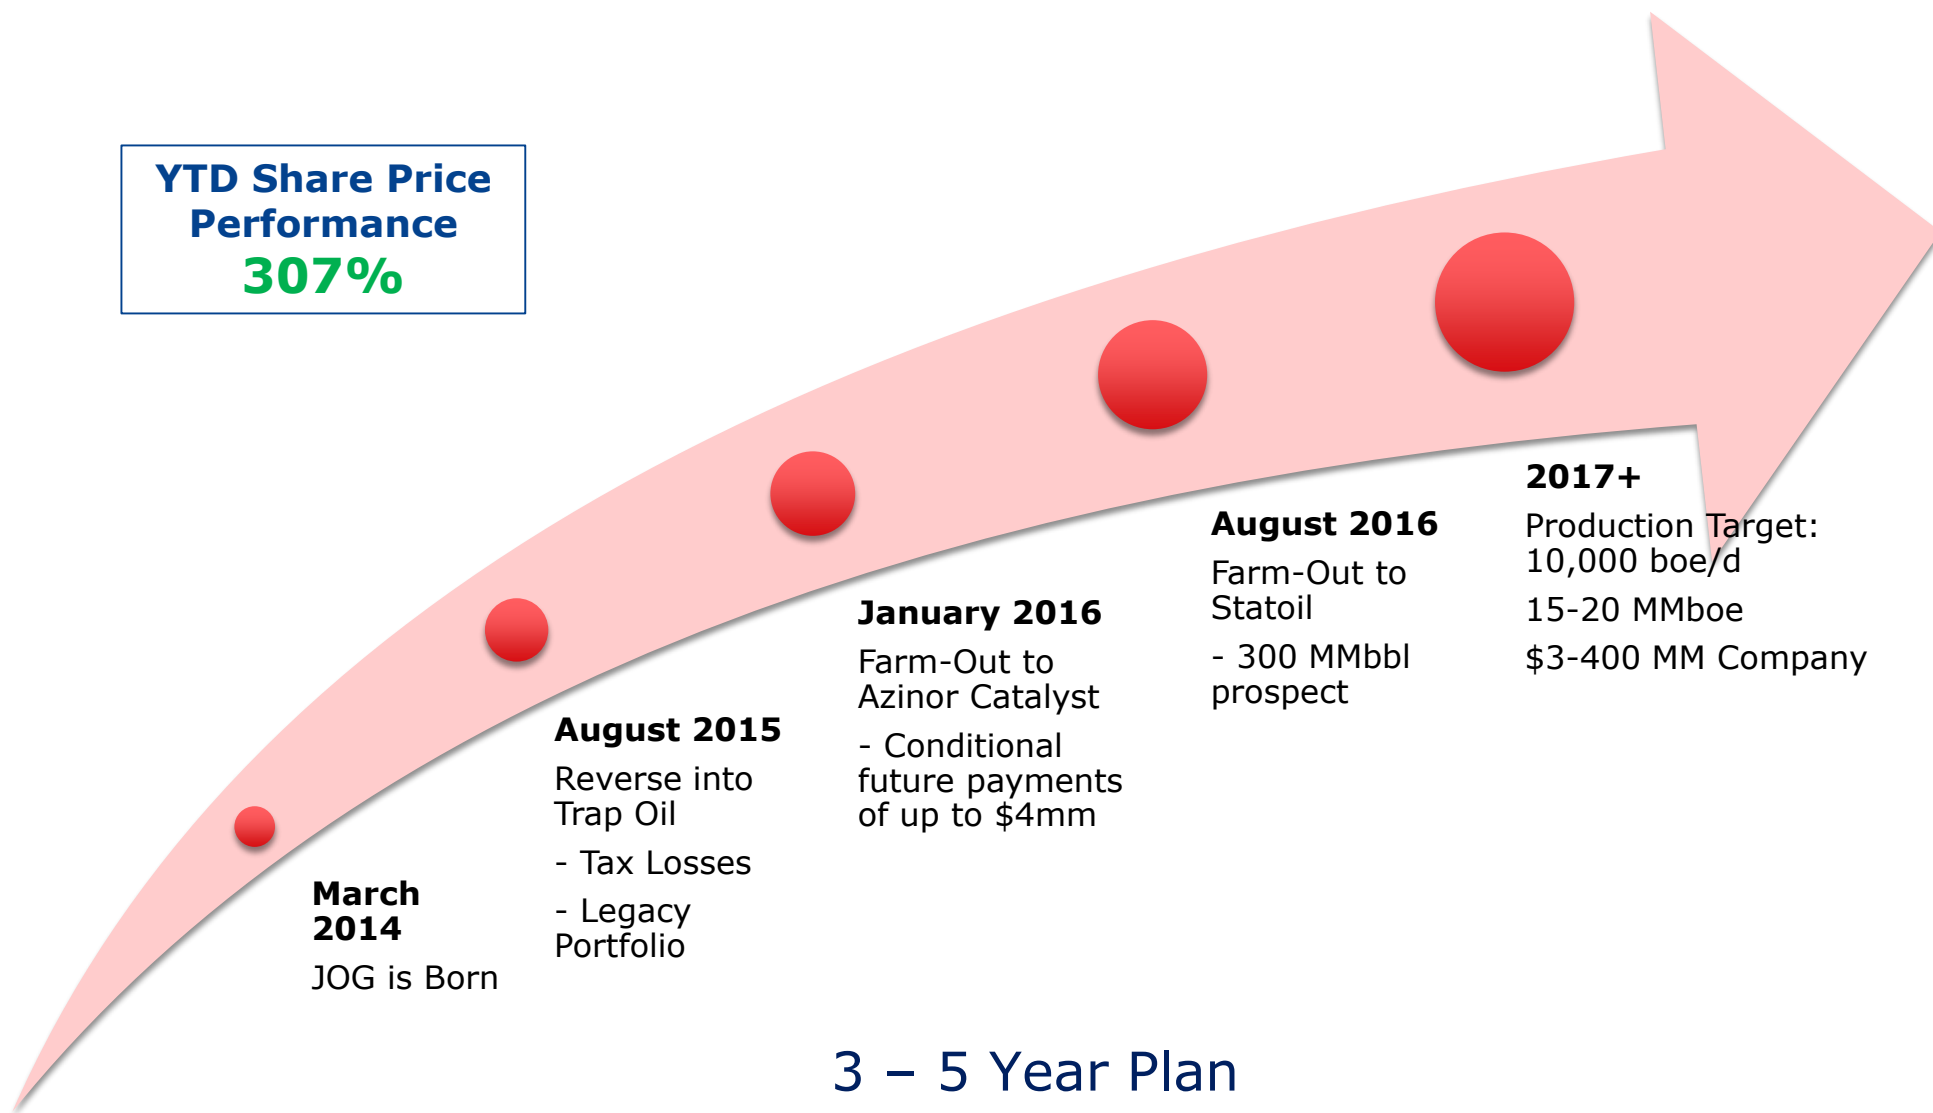 YTD Share Price
Performance
307%
March
2014
JOG is Born
August 2015
Reverse into
Trap Oil
- Tax Losses
- Legacy
Portfolio
January 2016
Farm-Out to
Azinor Catalyst
- Conditional
future payments
of up to $4mm
August 2016
Farm-Out to
Statoil
- 300 MMbbl
prospect
2017+
Production Target:
10,000 boe/d
15-20 MMboe
$3-400 MM Company
3 – 5 Year Plan